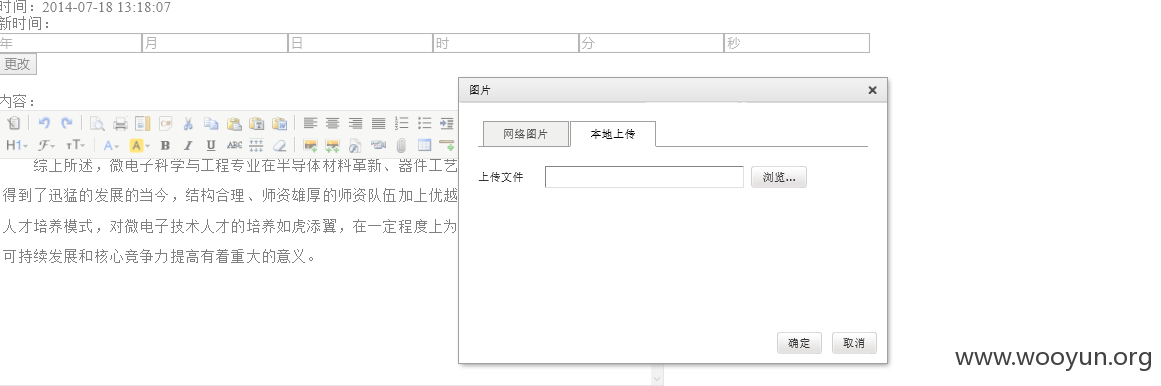 时间：2014-07-18 13:18:07
新时间：
年 月 日 时 分 秒
更改
内容：
图片
网络图片 本地上传
H1 F TT A A B I U ABC
综上所述，微电子科学与工程专业在半导体材料革新、器件工艺
上传文件 浏览...
得到了迅猛的发展的当今，结构合理、师资雄厚的师资队伍加上优越
人才培养模式，对微电子技术人才的培养如虎添翼，在一定程度上为
可持续发展和核心竞争力提高有着重大的意义。
确定 取消
www.wooyun.org